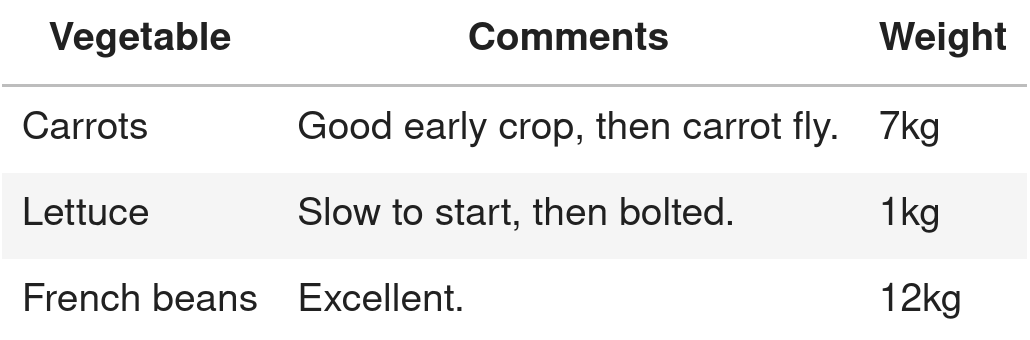 Vegetable Comments Weight
Carrots Good early crop, then carrot fly. 7kg
Lettuce Slow to start, then bolted. 1kg
French beans Excellent. 12kg